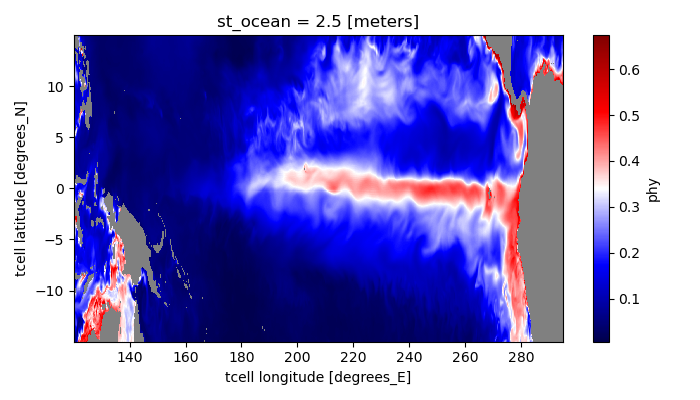 st_ocean = 2.5 [meters]
10
5
0
−5
−10
tcell latitude [degrees_N]
140 160 180 200 220 240 260 280
tcell longitude [degrees_E]
0.6
0.5
0.4
0.3
0.2
0.1
phy